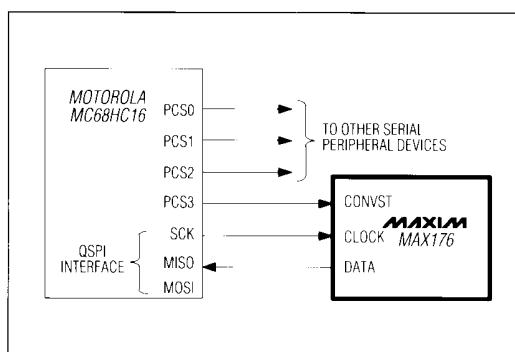 MOTOROLA
MC68HC16
PCS0
PCS1
PCS2
PCS3
SCK
MISO
MOSI
QSPI
INTERFACE
TO OTHER SERIAL
PERIPHERAL DEVICES
CONVST
CLOCK
DATA
MAXIM
MAX176